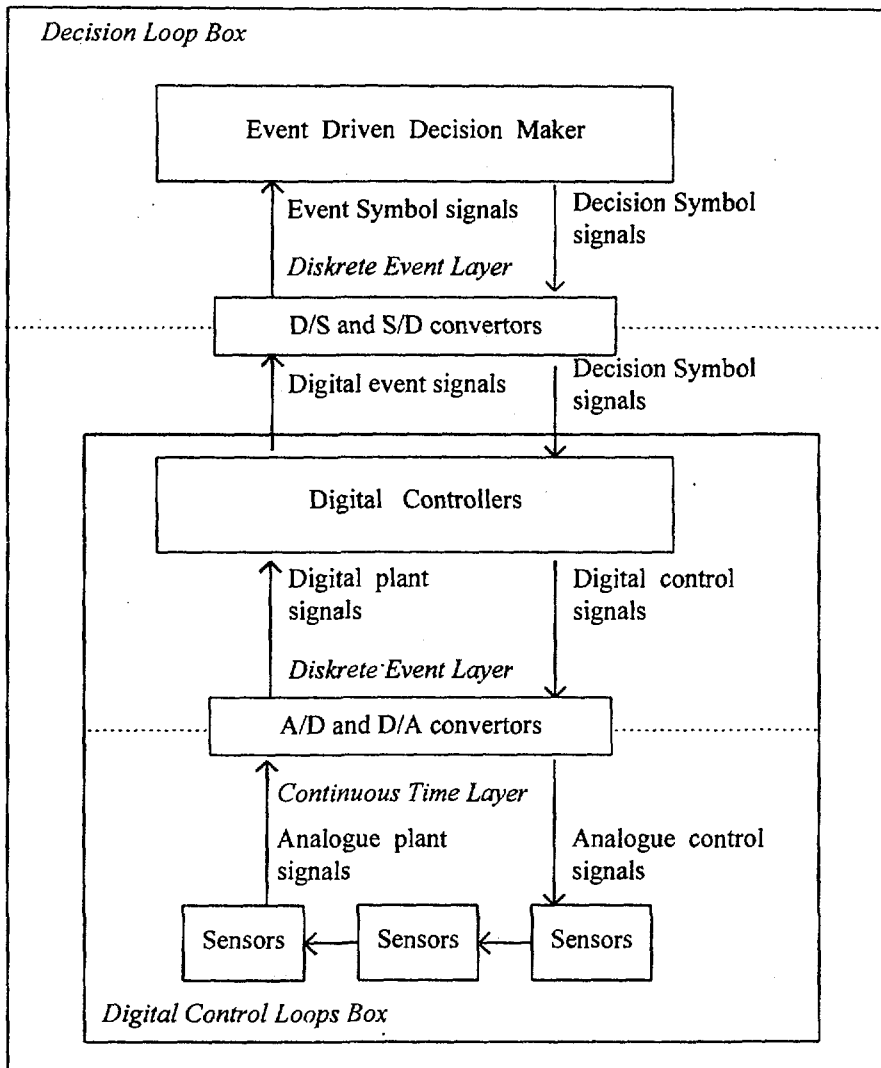 Decision Loop Box
Event Driven Decision Maker
Event Symbol signals
Decision Symbol
signals
Diskrete Event Layer
D/S and S/D convertors
Digital event signals
Decision Symbol
signals
Digital Controllers
Digital plant
signals
Digital control
signals
Diskrete Event Layer
A/D and D/A convertors
Continuous Time Layer
Analogue plant
signals
Analogue control
signals
Sensors
Sensors
Sensors
Digital Control Loops Box